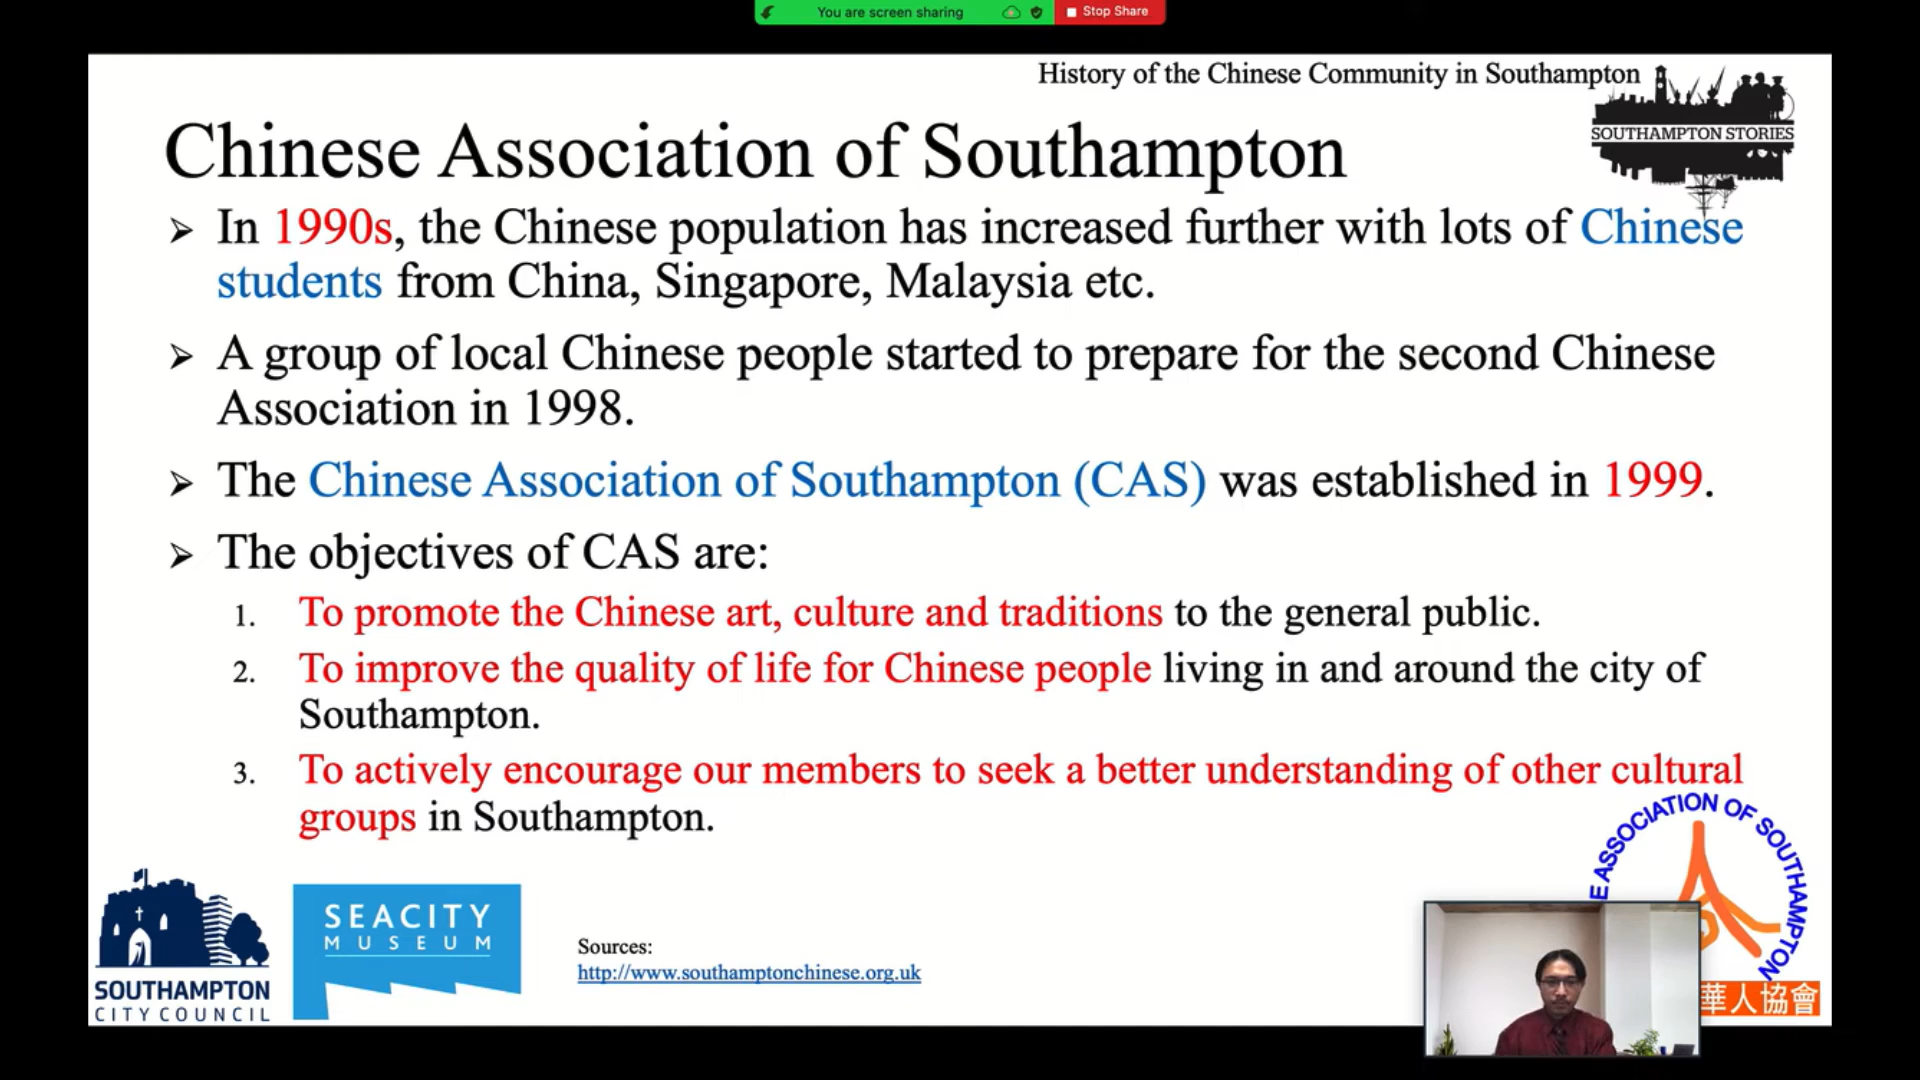 You are screen sharing
Stop Share
History of the Chinese Community in Southampton
SOUTHAMPTON STORIES
Chinese Association of Southampton
➢ In 1990s, the Chinese population has increased further with lots of Chinese
students from China, Singapore, Malaysia etc.
➢ A group of local Chinese people started to prepare for the second Chinese
Association in 1998.
➢ The Chinese Association of Southampton (CAS) was established in 1999.
➢ The objectives of CAS are:
1. To promote the Chinese art, culture and traditions to the general public.
2. To improve the quality of life for Chinese people living in and around the city of
Southampton.
3. To actively encourage our members to seek a better understanding of other cultural
groups in Southampton.
E ASSOCIATION OF SOUTHAMPTON
華人協會
SOUTHAMPTON
CITY COUNCIL
SEACITY
MUSEUM
Sources:
http://www.southamptonchinese.org.uk